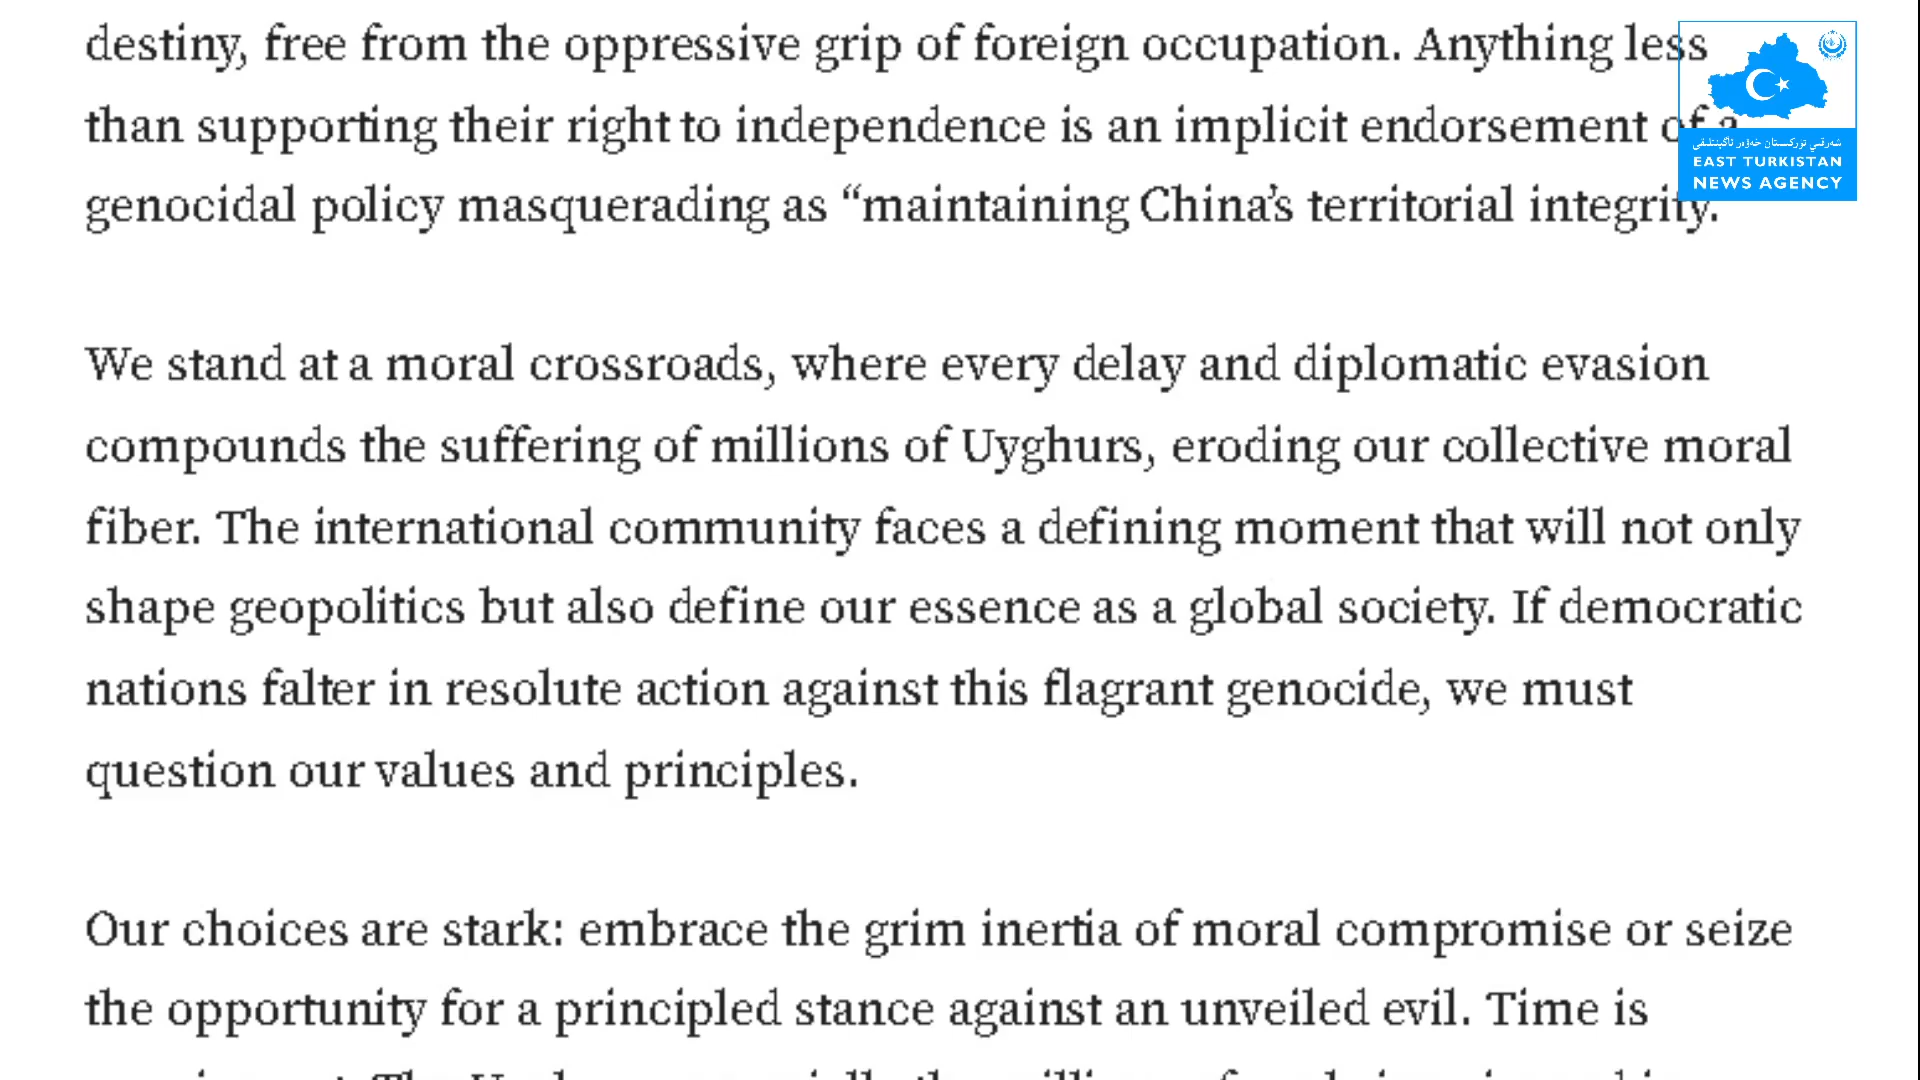 destiny, free from the oppressive grip of foreign occupation. Anything less
than supporting their right to independence is an implicit endorsement of a
genocidal policy masquerading as “maintaining China’s territorial integrity.
We stand at a moral crossroads, where every delay and diplomatic evasion
compounds the suffering of millions of Uyghurs, eroding our collective moral
fiber. The international community faces a defining moment that will not only
shape geopolitics but also define our essence as a global society. If democratic
nations falter in resolute action against this flagrant genocide, we must
question our values and principles.
Our choices are stark: embrace the grim inertia of moral compromise or seize
the opportunity for a principled stance against an unveiled evil. Time is
شەرقىي تۈركىستان خەۋەر ئاگېنتلىقى
EAST TURKISTAN
NEWS AGENCY